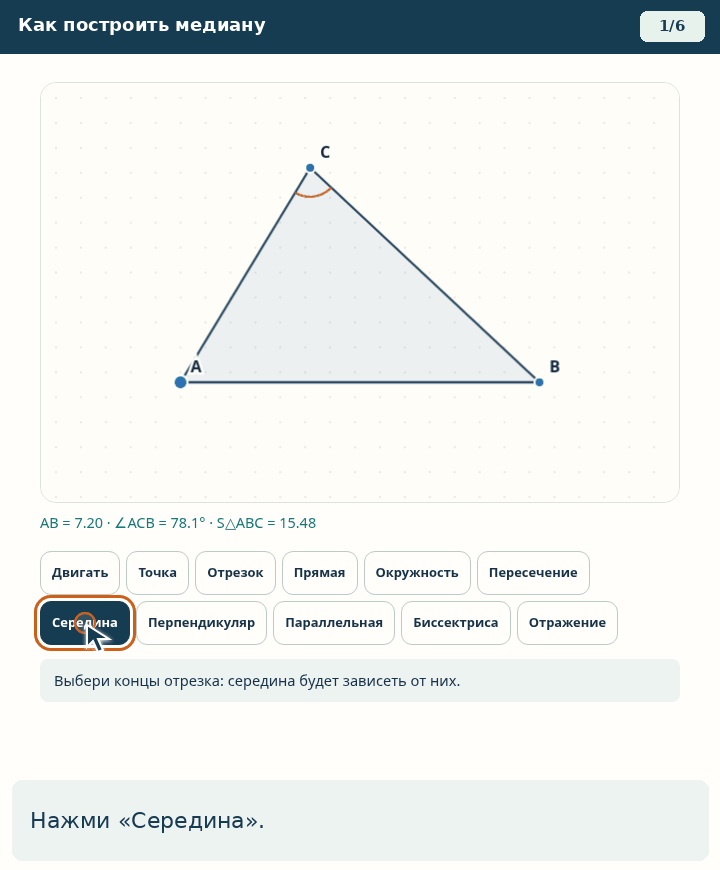 Как построить медиану
1/6
C
A
B
AB = 7.20 · ∠ACB = 78.1° · S△ABC = 15.48
Двигать Точка Отрезок Прямая Окружность Пересечение
Середина Перпендикуляр Параллельная Биссектриса Отражение
Выбери концы отрезка: середина будет зависеть от них.
Нажми «Середина».